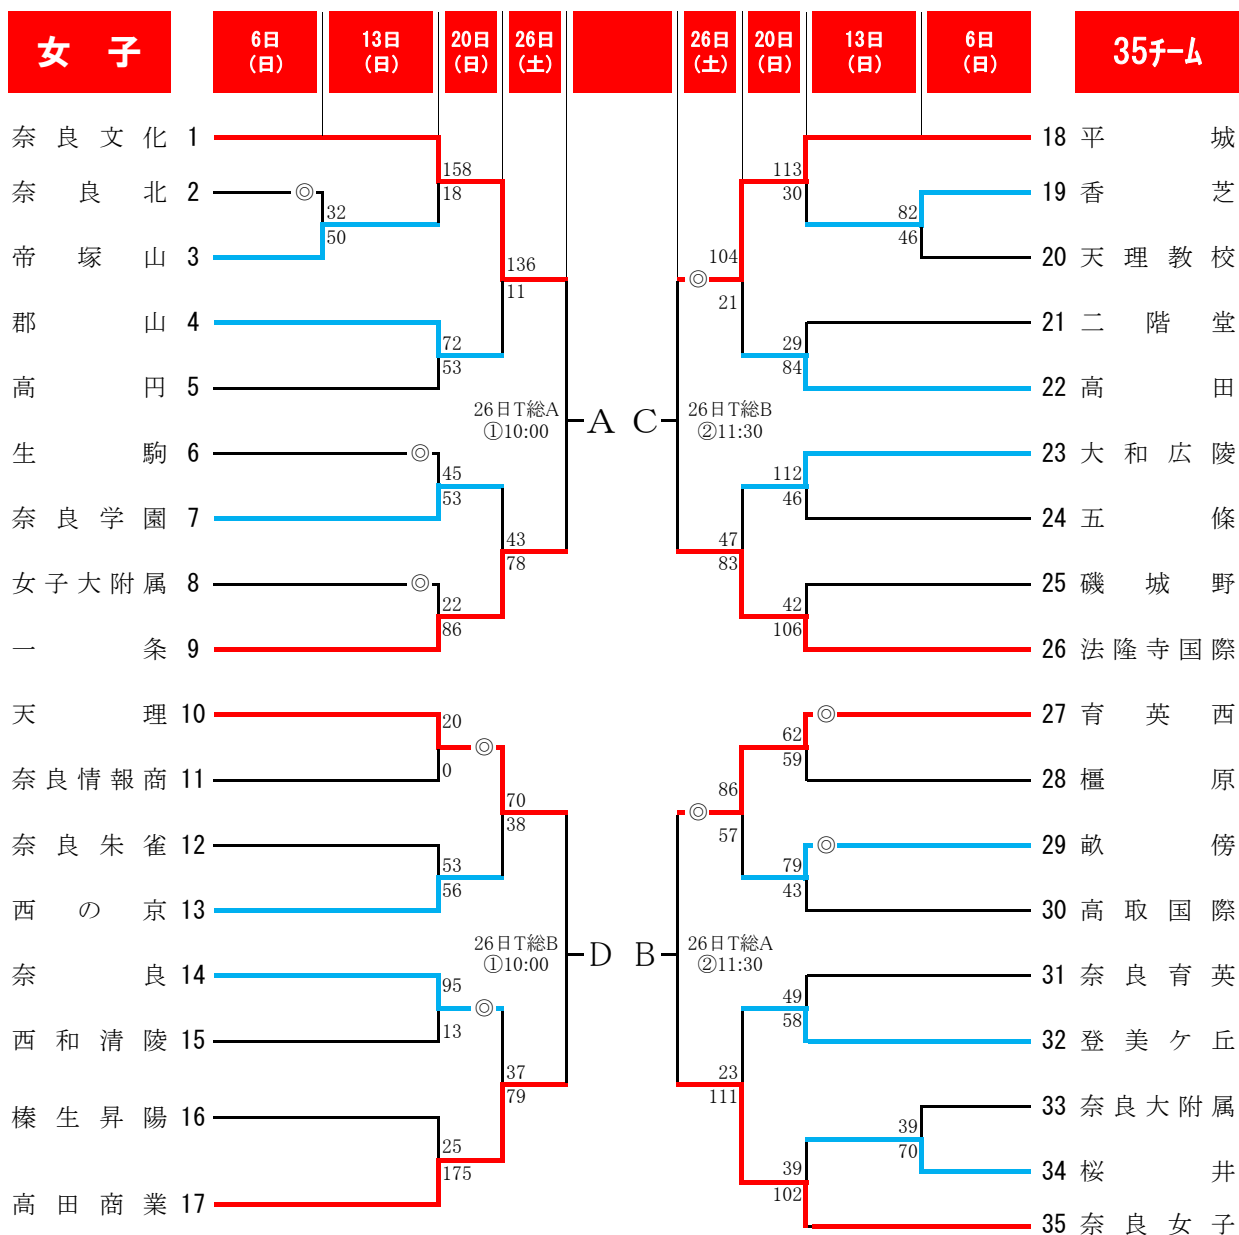 女子 6日(日) 13日(日) 20日(日) 26日(土) 26日(土) 20日(日) 13日(日) 6日(日) 35チーム
奈良文化 1
158
18
奈良北 2 ◎
32
50
帝塚山 3
136
11
郡山 4
72
53
高円 5
26日T総A
①10:00
A
生駒 6 ◎
45
53
奈良学園 7
43
78
女子大附属 8 ◎
22
86
一条 9
天理 10
20
◎
0
奈良情報商 11
70
38
奈良朱雀 12
53
56
西の京 13
26日T総B
①10:00
D
奈良 14
95
◎
13
西和清陵 15
37
79
榛生昇陽 16
25
175
高田商業 17
18 平城
113
30
19 香芝
82
46
20 天理教校
104
◎
21
21 二階堂
29
84
22 高田
C
26日T総B
②11:30
23 大和広陵
112
46
24 五條
47
83
25 磯城野
42
106
26 法隆寺国際
27 育英西
◎
62
59
28 橿原
86
◎
57
29 畝傍
◎
79
43
30 高取国際
B
26日T総A
②11:30
31 奈良育英
49
58
32 登美ケ丘
23
111
33 奈良大附属
39
70
34 桜井
39
102
35 奈良女子